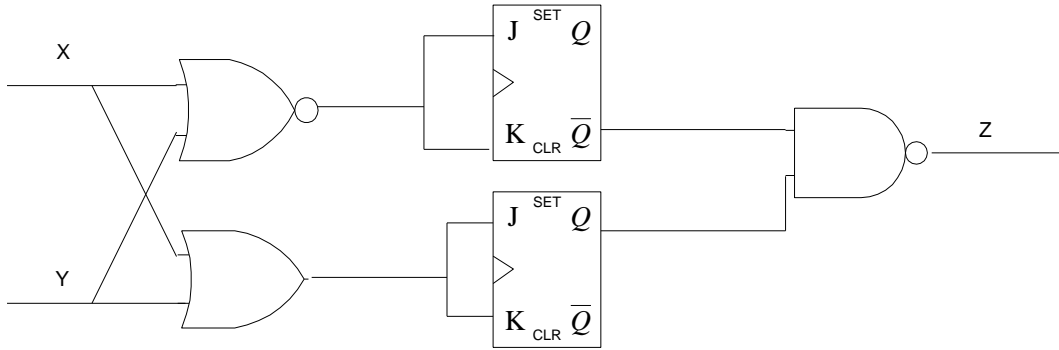 X
J SET Q
K CLR Q̅
Z
J SET Q
Y
K CLR Q̅